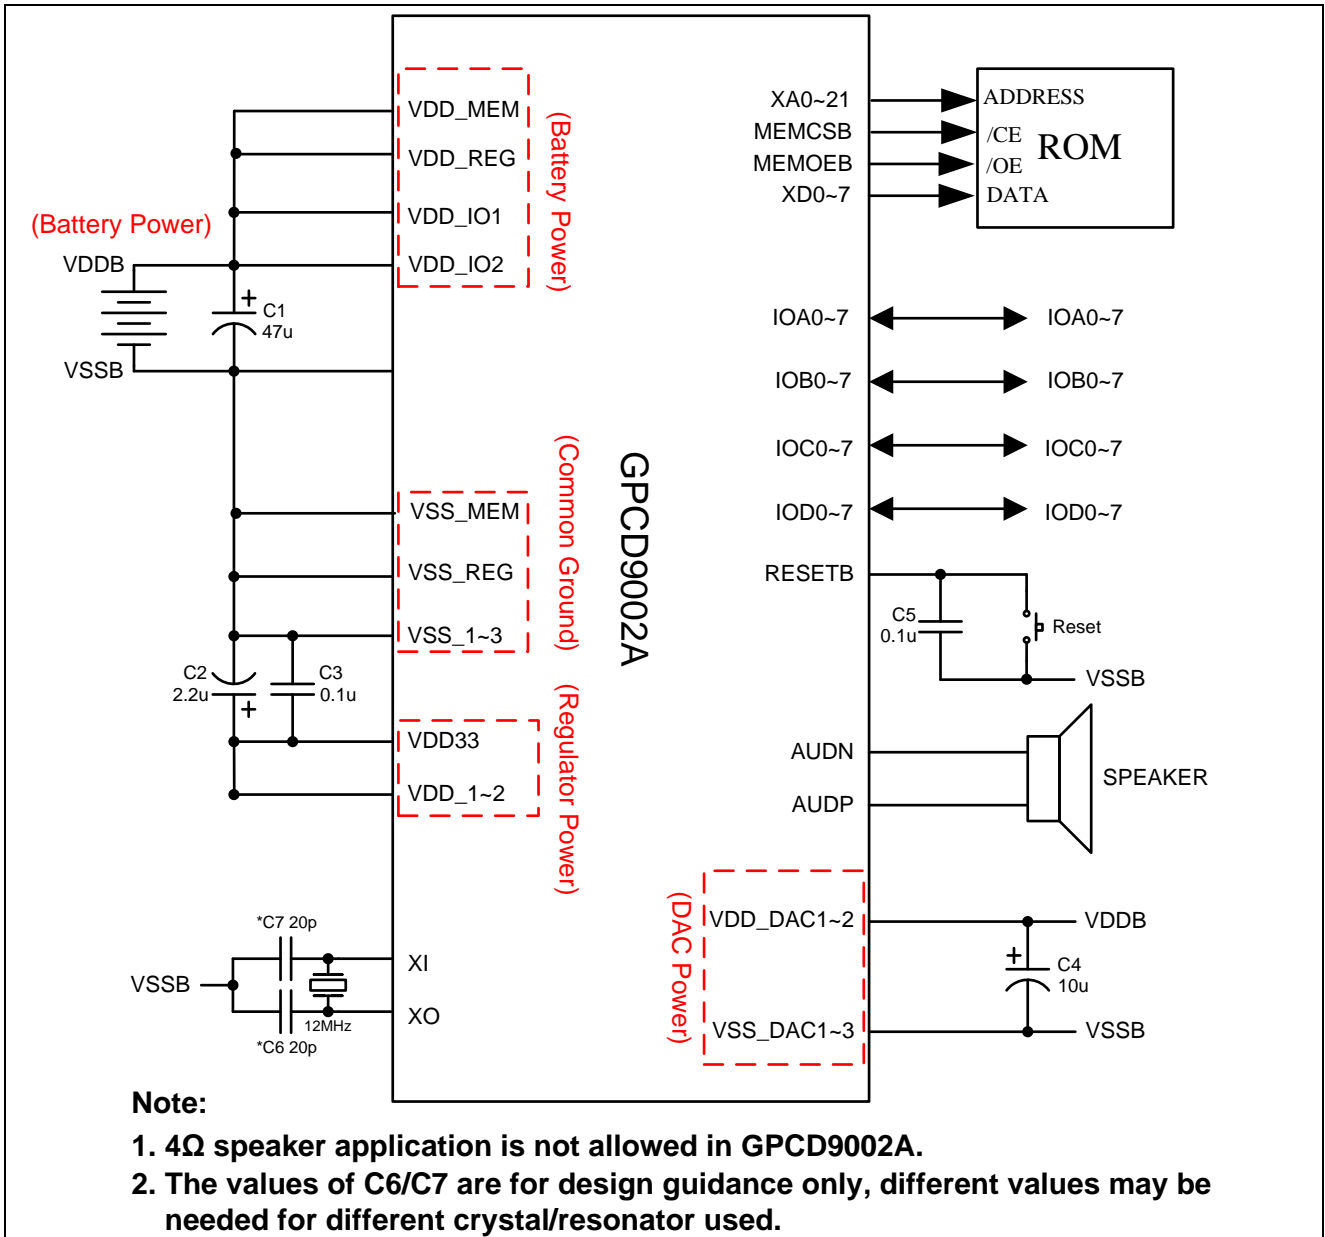 VDD_MEM
VDD_REG
VDD_IO1
VDD_IO2
(Battery Power)
(Battery Power)
VDDB
+
C1
47u
VSSB
VSS_MEM
VSS_REG
VSS_1~3
(Common Ground)
C2
2.2u
+
C3
0.1u
VDD33
VDD_1~2
(Regulator Power)
*C7 20p
VSSB
12MHz
*C6 20p
XI
XO
GPCD9002A
XA0~21
MEMCSB
MEMOEB
XD0~7
ADDRESS
/CE
/OE
DATA
ROM
IOA0~7
IOA0~7
IOB0~7
IOB0~7
IOC0~7
IOC0~7
IOD0~7
IOD0~7
RESETB
C5
0.1u
Reset
VSSB
AUDN
AUDP
SPEAKER
(DAC Power)
VDD_DAC1~2
VDDB
+
C4
10u
VSS_DAC1~3
VSSB
Note:
1. 4Ω speaker application is not allowed in GPCD9002A.
2. The values of C6/C7 are for design guidance only, different values may be
needed for different crystal/resonator used.